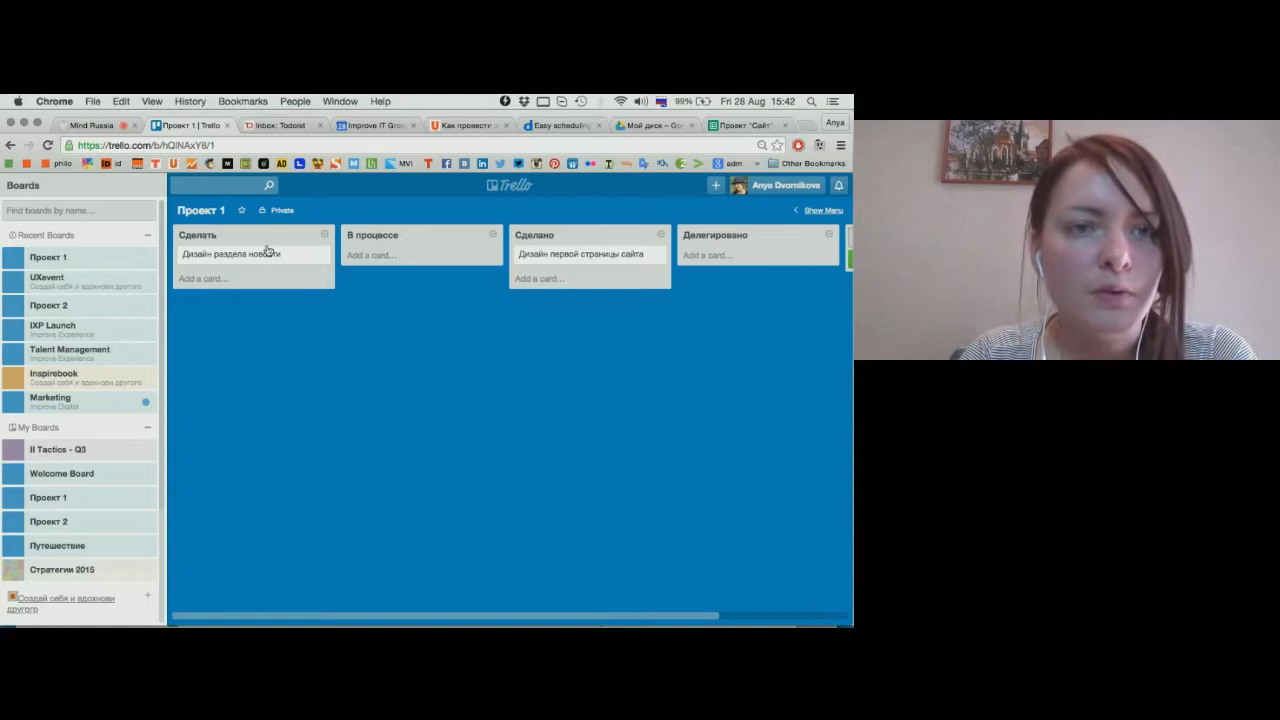 Chrome File Edit View History Bookmarks People Window Help 99% Fri 28 Aug 15:42
Mind Russia Проект 1 | Trello Inbox: Todoist Improve IT Gro Как провести Easy scheduling Мой диск – Goo Проект "Сайт" Anya
https://trello.com/b/hQINAxY8/1
philo id MVi adm » Other Bookmarks
Boards Trello + Anya Dvornikova
Find boards by name... Проект 1 Private Show Menu
Recent Boards Сделать В процессе Сделано Делегировано
Проект 1 Дизайн раздела новости Add a card... Дизайн первой страницы сайта Add a card...
UXevent Add a card... Add a card...
Создай себя и вдохнови другого
Проект 2
IXP Launch
Improve Experience
Talent Management
Improve Experience
Inspirebook
Создай себя и вдохнови другого
Marketing
Improve Digital
My Boards
II Tactics - Q3
Welcome Board
Проект 1
Проект 2
Путешествие
Стратегии 2015
Создай себя и вдохнови
другого